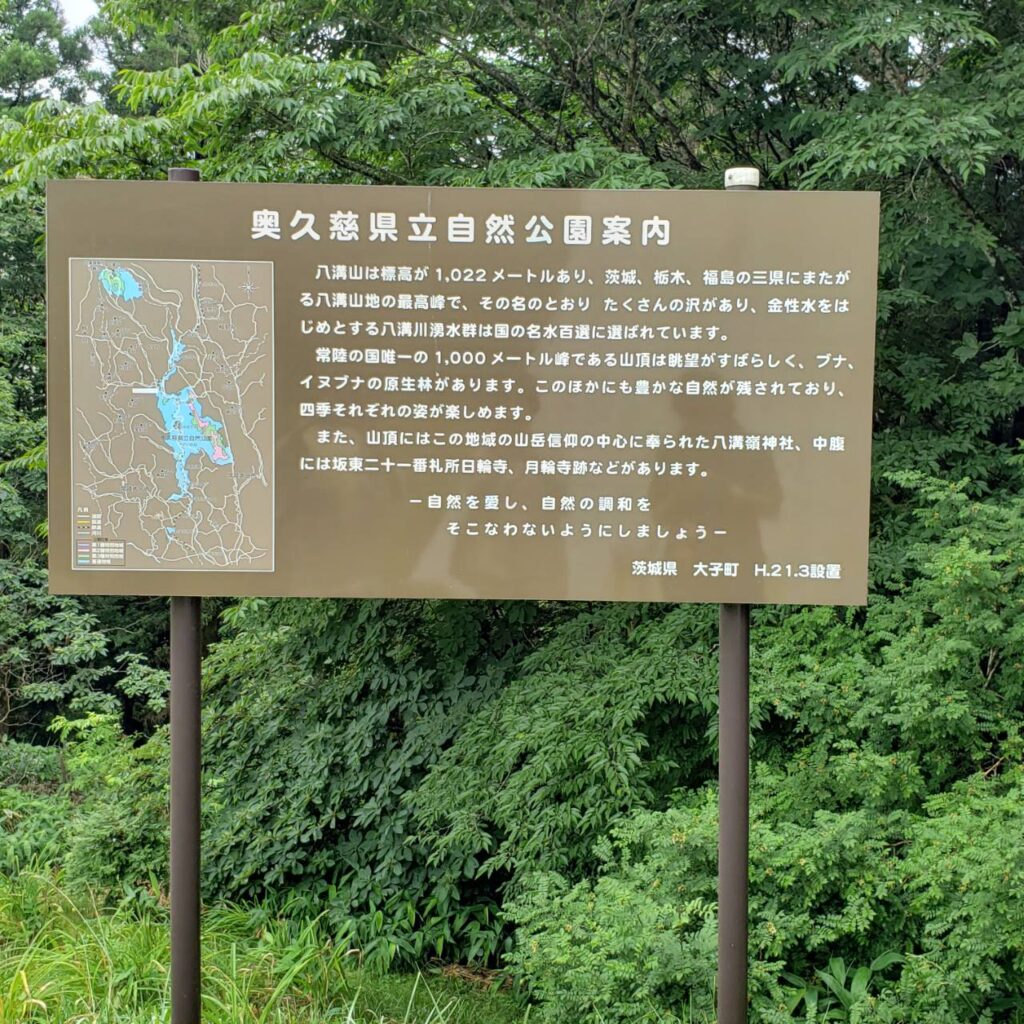 奥久慈県立自然公園案内
八溝山は標高が1,022メートルあり、茨城、栃木、福島の三県にまたが
る八溝山地の最高峰で、その名のとおり たくさんの沢があり、金性水をは
じめとする八溝川湧水群は国の名水百選に選ばれています。
常陸の国唯一の1,000メートル峰である山頂は眺望がすばらしく、ブナ、
イヌブナの原生林があります。このほかにも豊かな自然が残されており、
四季それぞれの姿が楽しめます。
また、山頂にはこの地域の山岳信仰の中心に奉られた八溝嶺神社、中腹
には坂東二十一番札所日輪寺、月輪寺跡などがあります。
－自然を愛し、自然の調和を
そこなわないようにしましょう－
茨城県 大子町 H.21.3設置